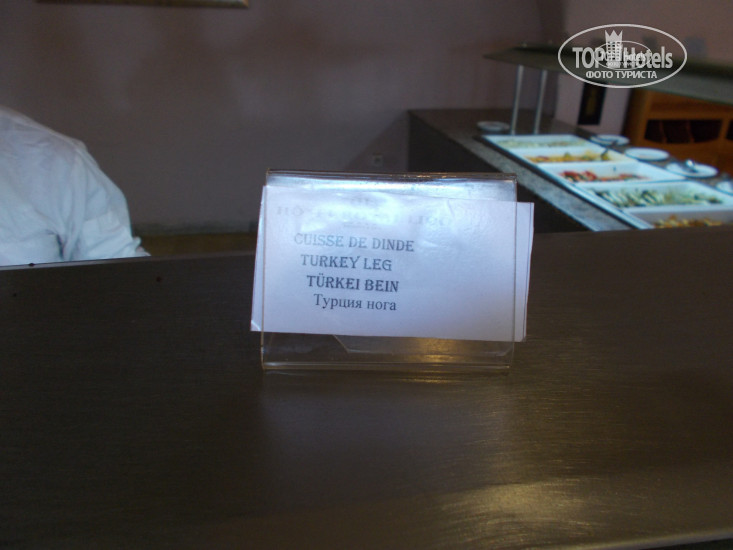 TOP Hotels
ФОТО ТУРИСТА
CUISSE DE DINDE
TURKEY LEG
TÜRKEI BEIN
Турция нога